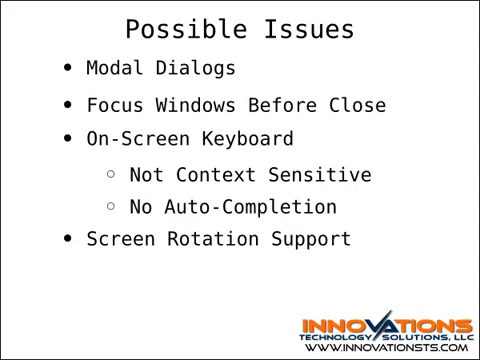 Possible Issues
• Modal Dialogs
• Focus Windows Before Close
• On-Screen Keyboard
○ Not Context Sensitive
○ No Auto-Completion
• Screen Rotation Support
INNOVATIONS
TECHNOLOGY SOLUTIONS, LLC
WWW.INNOVATIONSTS.COM